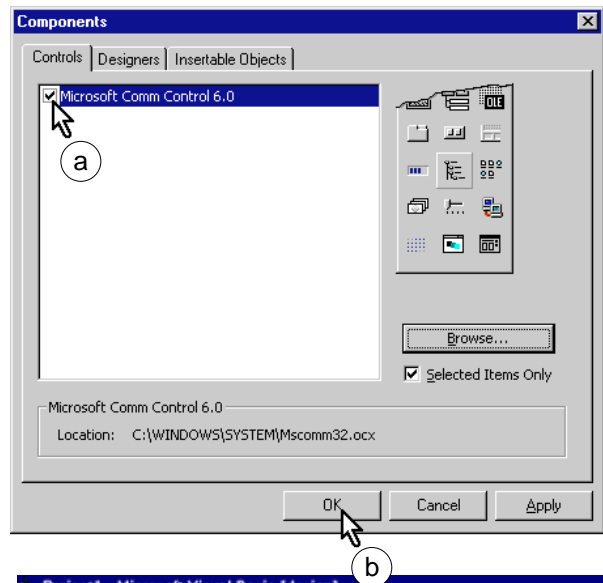 Components
Controls Designers Insertable Objects
Microsoft Comm Control 6.0
OLE
a
Browse...
Selected Items Only
Microsoft Comm Control 6.0
Location: C:\WINDOWS\SYSTEM\Mscomm32.ocx
OK Cancel Apply
b